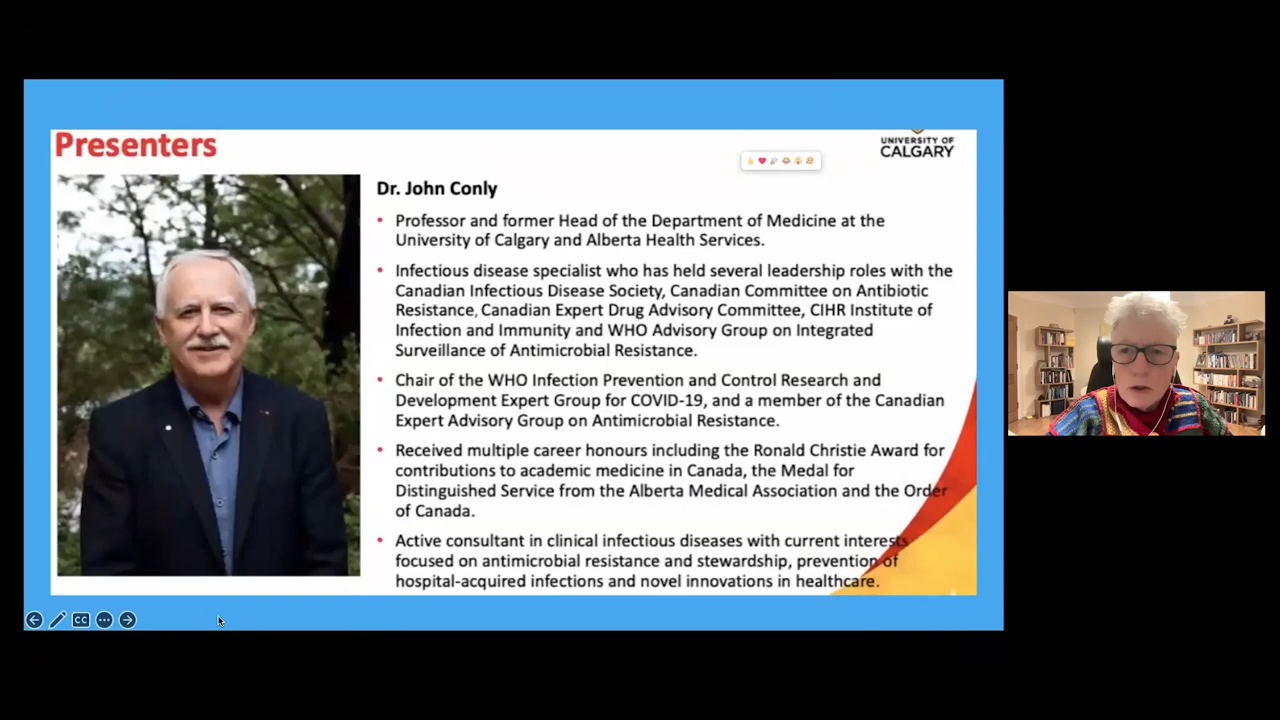 Presenters
UNIVERSITY OF
CALGARY
Dr. John Conly
• Professor and former Head of the Department of Medicine at the
University of Calgary and Alberta Health Services.
• Infectious disease specialist who has held several leadership roles with the
Canadian Infectious Disease Society, Canadian Committee on Antibiotic
Resistance, Canadian Expert Drug Advisory Committee, CIHR Institute of
Infection and Immunity and WHO Advisory Group on Integrated
Surveillance of Antimicrobial Resistance.
• Chair of the WHO Infection Prevention and Control Research and
Development Expert Group for COVID-19, and a member of the Canadian
Expert Advisory Group on Antimicrobial Resistance.
• Received multiple career honours including the Ronald Christie Award for
contributions to academic medicine in Canada, the Medal for
Distinguished Service from the Alberta Medical Association and the Order
of Canada.
• Active consultant in clinical infectious diseases with current interests
focused on antimicrobial resistance and stewardship, prevention of
hospital-acquired infections and novel innovations in healthcare.
CC